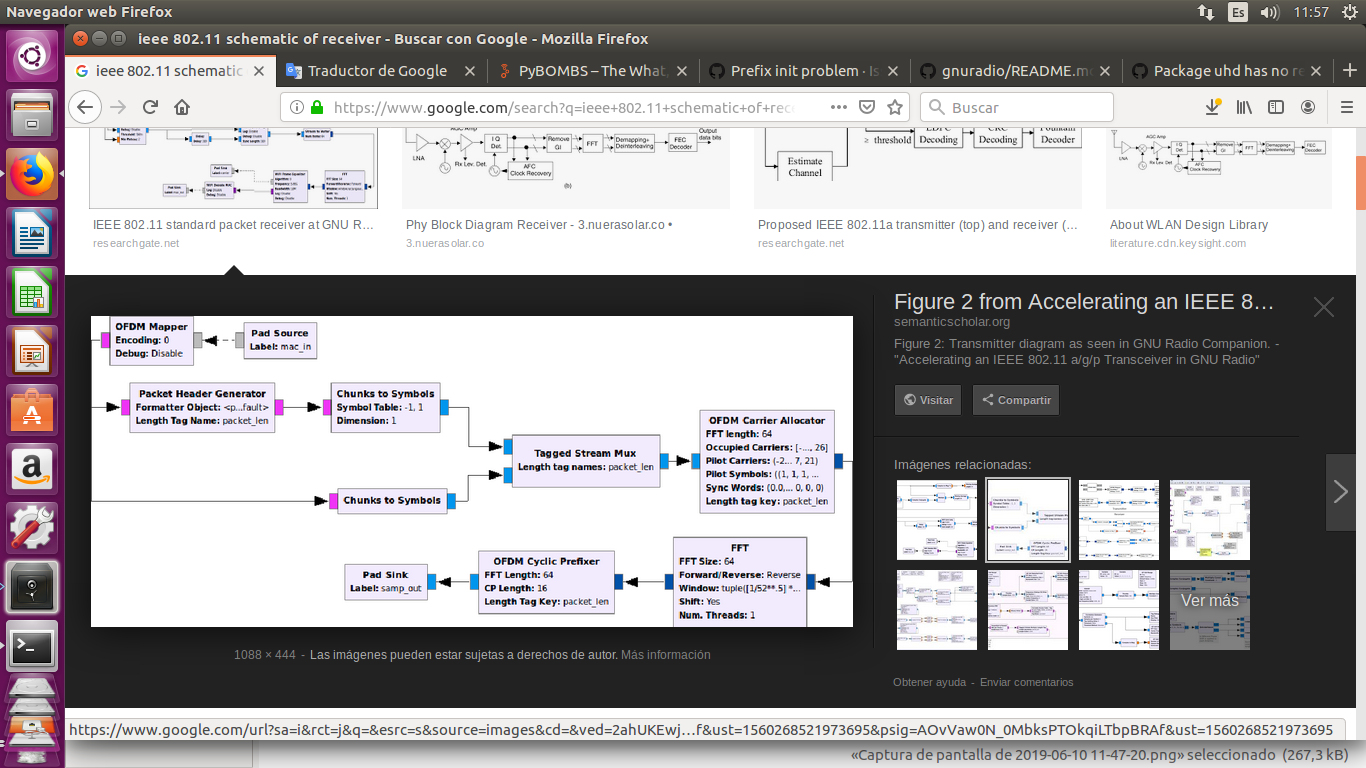 Navegador web Firefox
Es
11:57
ieee 802.11 schematic of receiver - Buscar con Google - Mozilla Firefox
ieee 802.11 schematic
Traductor de Google
PyBOMBS – The What,
Prefix init problem · Is
gnuradio/README.m
Package uhd has no re
https://www.google.com/search?q=ieee+802.11+schematic+of+rec
Buscar
AGC Amp
LNA
Rx Lev. Det.
I Q
Det.
AFC
Clock Recovery
Remove
GI
FFT
Demapping+
Deinterleaving
FEC
Decoder
Output
data bits
(b)
≥ threshold
Decoding
Decoding
Decoding
Estimate
Channel
IEEE 802.11 standard packet receiver at GNU R...
researchgate.net
Phy Block Diagram Receiver - 3.nuerasolar.co •
3.nuerasolar.co
Proposed IEEE 802.11a transmitter (top) and receiver (...
researchgate.net
About WLAN Design Library
literature.cdn.keysight.com
OFDM Mapper
Encoding: 0
Debug: Disable
Pad Source
Label: mac_in
Packet Header Generator
Formatter Object: <p...fault>
Length Tag Name: packet_len
Chunks to Symbols
Symbol Table: -1, 1
Dimension: 1
Tagged Stream Mux
Length tag names: packet_len
OFDM Carrier Allocator
FFT length: 64
Occupied Carriers: [-..., 26]
Pilot Carriers: (-2... 7, 21)
Pilot Symbols: ((1, 1, 1, ...
Sync Words: (0.0,... 0, 0, 0)
Length tag key: packet_len
Chunks to Symbols
Pad Sink
Label: samp_out
OFDM Cyclic Prefixer
FFT Length: 64
CP Length: 16
Length Tag Key: packet_len
FFT
FFT Size: 64
Forward/Reverse: Reverse
Window: tuple([1/52**.5] *...
Shift: Yes
Num. Threads: 1
1088 × 444 - Las imágenes pueden estar sujetas a derechos de autor. Más información
Figure 2 from Accelerating an IEEE 8...
semanticscholar.org
Figure 2: Transmitter diagram as seen in GNU Radio Companion. -
"Accelerating an IEEE 802.11 a/g/p Transceiver in GNU Radio"
Visitar
Compartir
Imágenes relacionadas:
Ver más
Obtener ayuda - Enviar comentarios
https://www.google.com/url?sa=i&rct=j&q=&esrc=s&source=images&cd=&ved=2ahUKEwj...f&ust=1560268521973695&psig=AOvVaw0N_0MbksPTOkqiLTbpBRAf&ust=1560268521973695
«Captura de pantalla de 2019-06-10 11-47-20.png» seleccionado (267,3 kB)